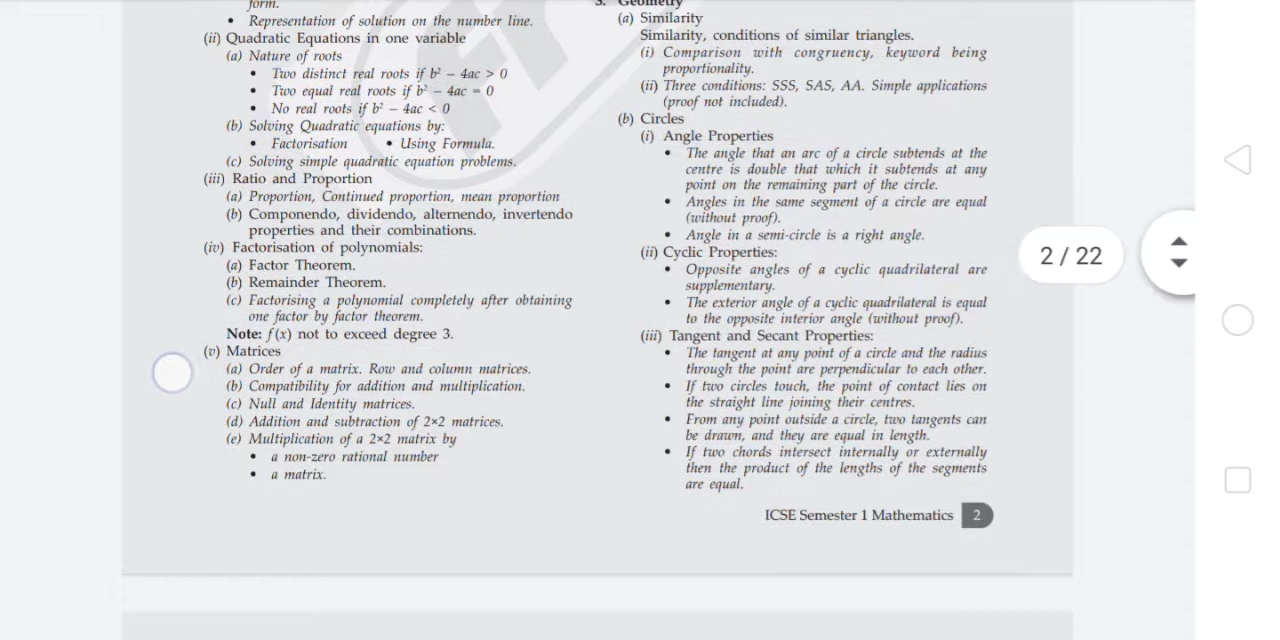 form.
• Representation of solution on the number line.
(ii) Quadratic Equations in one variable
(a) Nature of roots
• Two distinct real roots if b² – 4ac > 0
• Two equal real roots if b² – 4ac = 0
• No real roots if b² – 4ac < 0
(b) Solving Quadratic equations by:
• Factorisation • Using Formula.
(c) Solving simple quadratic equation problems.
(iii) Ratio and Proportion
(a) Proportion, Continued proportion, mean proportion
(b) Componendo, dividendo, alternendo, invertendo
properties and their combinations.
(iv) Factorisation of polynomials:
(a) Factor Theorem.
(b) Remainder Theorem.
(c) Factorising a polynomial completely after obtaining
one factor by factor theorem.
Note: f(x) not to exceed degree 3.
(v) Matrices
(a) Order of a matrix. Row and column matrices.
(b) Compatibility for addition and multiplication.
(c) Null and Identity matrices.
(d) Addition and subtraction of 2×2 matrices.
(e) Multiplication of a 2×2 matrix by
• a non-zero rational number
• a matrix.
3. Geometry
(a) Similarity
Similarity, conditions of similar triangles.
(i) Comparison with congruency, keyword being
proportionality.
(ii) Three conditions: SSS, SAS, AA. Simple applications
(proof not included).
(b) Circles
(i) Angle Properties
• The angle that an arc of a circle subtends at the
centre is double that which it subtends at any
point on the remaining part of the circle.
• Angles in the same segment of a circle are equal
(without proof).
• Angle in a semi-circle is a right angle.
(ii) Cyclic Properties:
• Opposite angles of a cyclic quadrilateral are
supplementary.
• The exterior angle of a cyclic quadrilateral is equal
to the opposite interior angle (without proof).
(iii) Tangent and Secant Properties:
• The tangent at any point of a circle and the radius
through the point are perpendicular to each other.
• If two circles touch, the point of contact lies on
the straight line joining their centres.
• From any point outside a circle, two tangents can
be drawn, and they are equal in length.
• If two chords intersect internally or externally
then the product of the lengths of the segments
are equal.
ICSE Semester 1 Mathematics 2
2 / 22